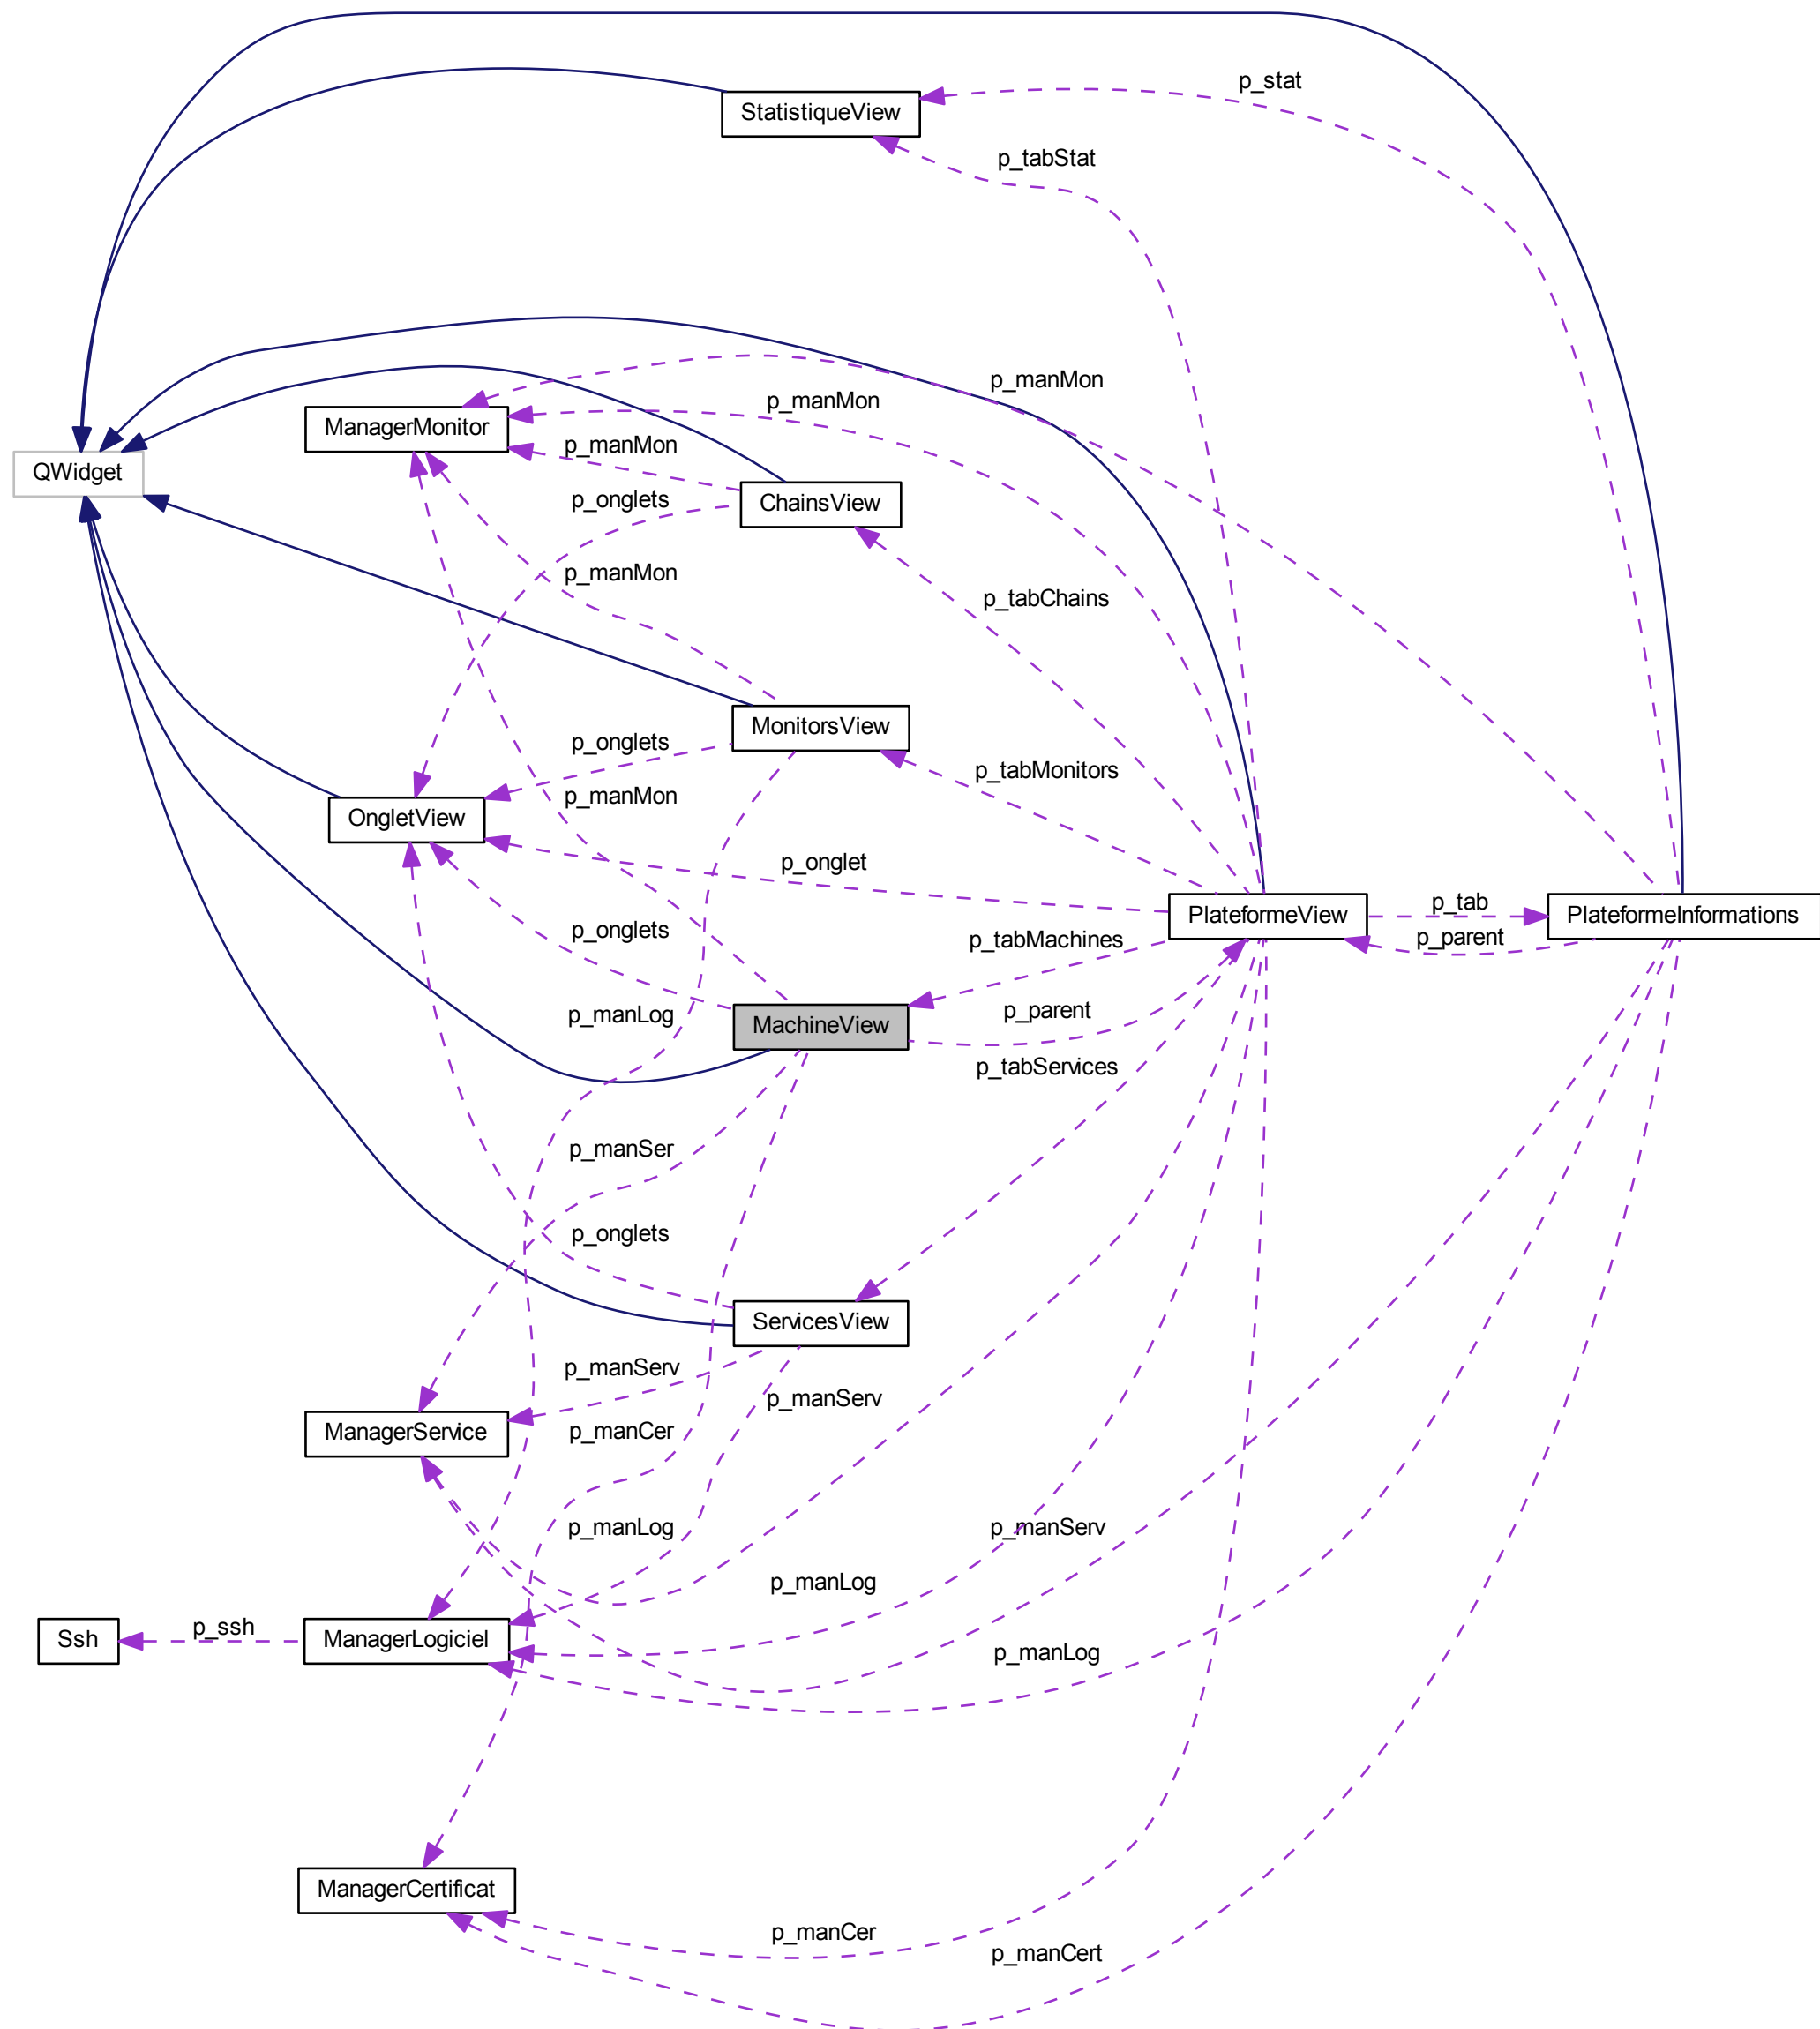 p_stat
StatistiqueView
p_tabStat
p_manMon
p_manMon
ManagerMonitor
p_manMon
QWidget
p_onglets
ChainsView
p_manMon
p_tabChains
MonitorsView
p_onglets
p_tabMonitors
p_manMon
OngletView
p_onglet
p_tab
PlateformeView
PlateformeInformations
p_onglets
p_tabMachines
p_parent
p_manLog
MachineView
p_parent
p_tabServices
p_manSer
p_onglets
ServicesView
p_manServ
p_manServ
ManagerService
p_manCer
p_manLog
p_manServ
p_manLog
p_ssh
Ssh
ManagerLogiciel
p_manLog
ManagerCertificat
p_manCer
p_manCert